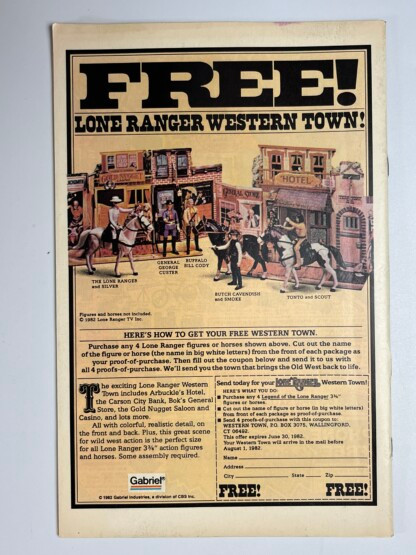 FREE!
LONE RANGER WESTERN TOWN!
GOLD NUGGET
GENERAL STORE
HOTEL
THE LONE RANGER
and SILVER
GENERAL
GEORGE
CUSTER
BUFFALO
BILL CODY
BUTCH CAVENDISH
and SMOKE
TONTO and SCOUT
Figures and horses not included.
© 1982 Lone Ranger TV Inc.
HERE'S HOW TO GET YOUR FREE WESTERN TOWN.
Purchase any 4 Lone Ranger figures or horses shown above. Cut out the name
of the figure or horse (the name in big white letters) from the front of each package as
your proof-of-purchase. Then fill out the coupon below and send it to us with
all 4 proofs-of-purchase. We'll send you the town that brings the Old West back to life.
The exciting Lone Ranger Western
Town includes Arbuckle's Hotel,
the Carson City Bank, Bok's General
Store, the Gold Nugget Saloon and
Casino, and lots more.
All with colorful, realistic detail, on
the front and back. Plus, this great scene
for wild west action is the perfect size
for all Lone Ranger 3¾" action figures
and horses. Some assembly required.
Gabriel
© 1982 Gabriel Industries, a division of CBS Inc.
Send today for your LONE RANGER Western Town!
HERE'S WHAT YOU DO:
■ Purchase any 4 Legend of the Lone Ranger 3¾"
figures or horses.
■ Cut out the name of figure or horse (in big white letters)
from front of each package as proof-of-purchase.
■ Send 4 proofs-of-purchase with this coupon to:
WESTERN TOWN, P.O. BOX 3075, WALLINGFORD,
CT 06492.
This offer expires June 30, 1982.
Your Western Town will arrive in the mail before
August 1, 1982.
Name
Address
City State Zip
FREE! FREE!